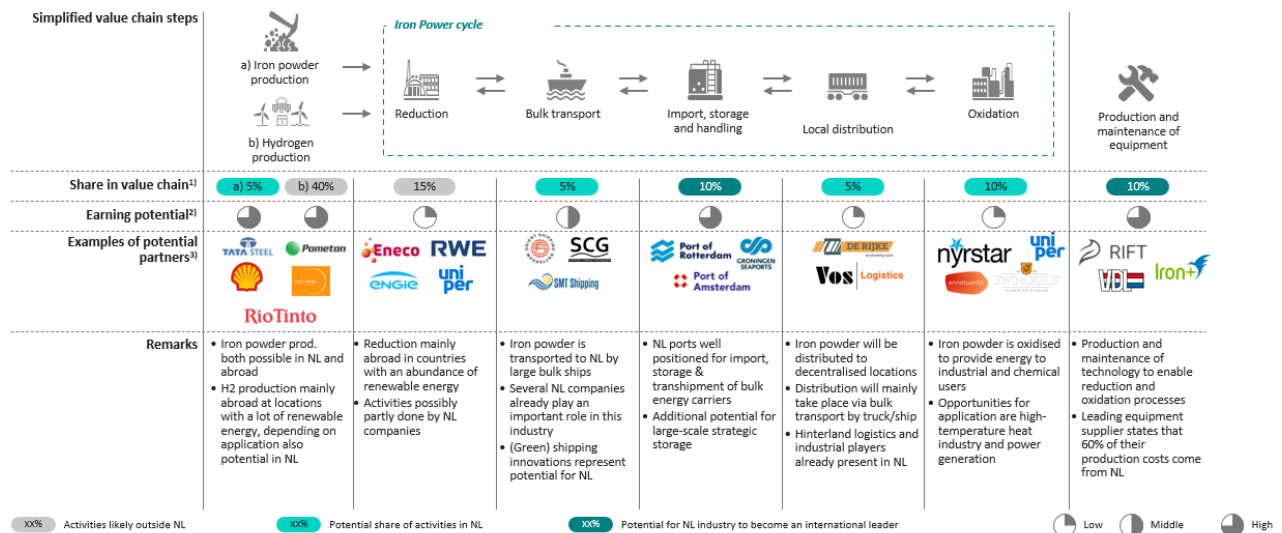 Simplified value chain steps
Iron Power cycle
a) Iron powder
production
b) Hydrogen
production
Reduction
Bulk transport
Import, storage
and handling
Local distribution
Oxidation
Production and
maintenance of
equipment
Share in value chain1)
a) 5%
b) 40%
15%
5%
10%
5%
10%
10%
Earning potential2)
Examples of potential
partners3)
TATA STEEL
Pometon
RioTinto
Eneco
RWE
ENGIE
uni
per
SCG
SMT Shipping
Port of
Rotterdam
GRONINGEN
SEAPORTS
Port of
Amsterdam
DE RIJKE
Vos Logistics
nyrstar
uni
per
ennatuurlijk
SWINKELS
RIFT
VDL
Iron+
Remarks
• Iron powder prod.
both possible in NL and
abroad
• H2 production mainly
abroad at locations
with a lot of renewable
energy, depending on
application also
potential in NL
• Reduction mainly
abroad in countries
with an abundance of
renewable energy
• Activities possibly
partly done by NL
companies
• Iron powder is
transported to NL by
large bulk ships
• Several NL companies
already play an
important role in this
industry
• (Green) shipping
innovations represent
potential for NL
• NL ports well
positioned for import,
storage &
transhipment of bulk
energy carriers
• Additional potential for
large-scale strategic
storage
• Iron powder will be
distributed to
decentralised locations
• Distribution will mainly
take place via bulk
transport by truck/ship
• Hinterland logistics and
industrial players
already present in NL
• Iron powder is oxidised
to provide energy to
industrial and chemical
users
• Opportunities for
application are high-
temperature heat
industry and power
generation
• Production and
maintenance of
technology to enable
reduction and
oxidation processes
• Leading equipment
supplier states that
60% of their
production costs come
from NL
xx% Activities likely outside NL
xx% Potential share of activities in NL
xx% Potential for NL industry to become an international leader
Low
Middle
High